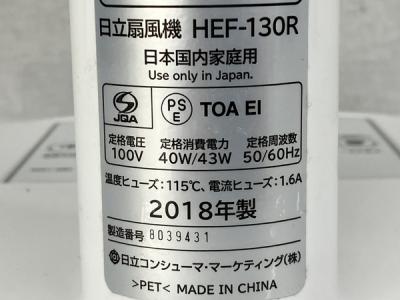 日立扇風機 HEF-130R
日本国内家庭用
Use only in Japan.
JQA PS E TOA EI
定格電圧 定格消費電力 定格周波数
100V 40W/43W 50/60Hz
温度ヒューズ:115℃、電流ヒューズ:1.6A
2018年製
製造番号 8039431
日立コンシューマ・マーケティング(株)
>PET< MADE IN CHINA